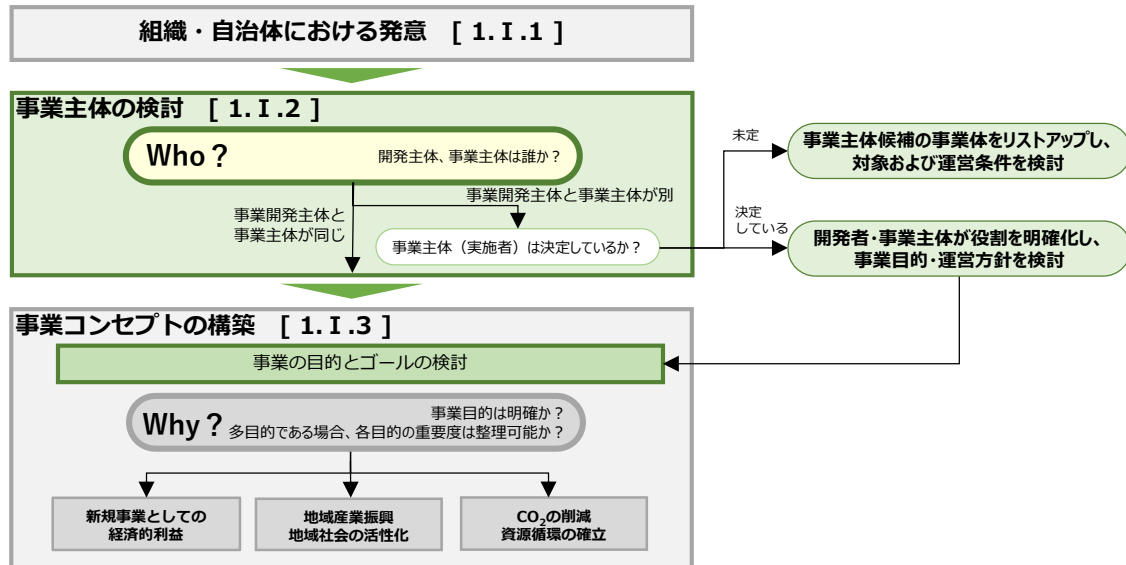 組織・自治体における発意 [ 1.Ⅰ.1 ]
事業主体の検討 [ 1.Ⅰ.2 ]
Who？
開発主体、事業主体は誰か？
事業開発主体と
事業主体が同じ
事業開発主体と事業主体が別
事業主体（実施者）は決定しているか？
未定
事業主体候補の事業体をリストアップし、
対象および運営条件を検討
決定
している
開発者・事業主体が役割を明確化し、
事業目的・運営方針を検討
事業コンセプトの構築 [ 1.Ⅰ.3 ]
事業の目的とゴールの検討
Why？
事業目的は明確か？
多目的である場合、各目的の重要度は整理可能か？
新規事業としての
経済的利益
地域産業振興
地域社会の活性化
CO₂の削減
資源循環の確立